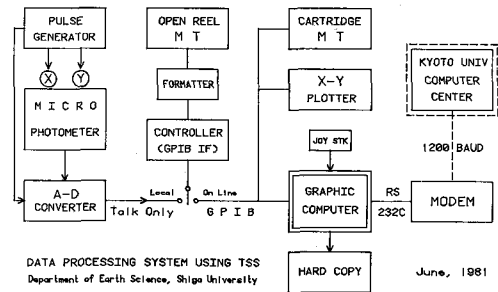 PULSE
GENERATOR
X
Y
MICRO
PHOTOMETER
A-D
CONVERTER
Talk Only
OPEN REEL
M T
FORMATTER
CONTROLLER
(GPIB IF)
Local
On Line
G P I B
CARTRIDGE
M T
X-Y
PLOTTER
JOY STK
GRAPHIC
COMPUTER
HARD COPY
RS
232C
KYOTO UNIV
COMPUTER
CENTER
1200 BAUD
MODEM
DATA PROCESSING SYSTEM USING TSS
Department of Earth Science, Shiga University
June, 1981